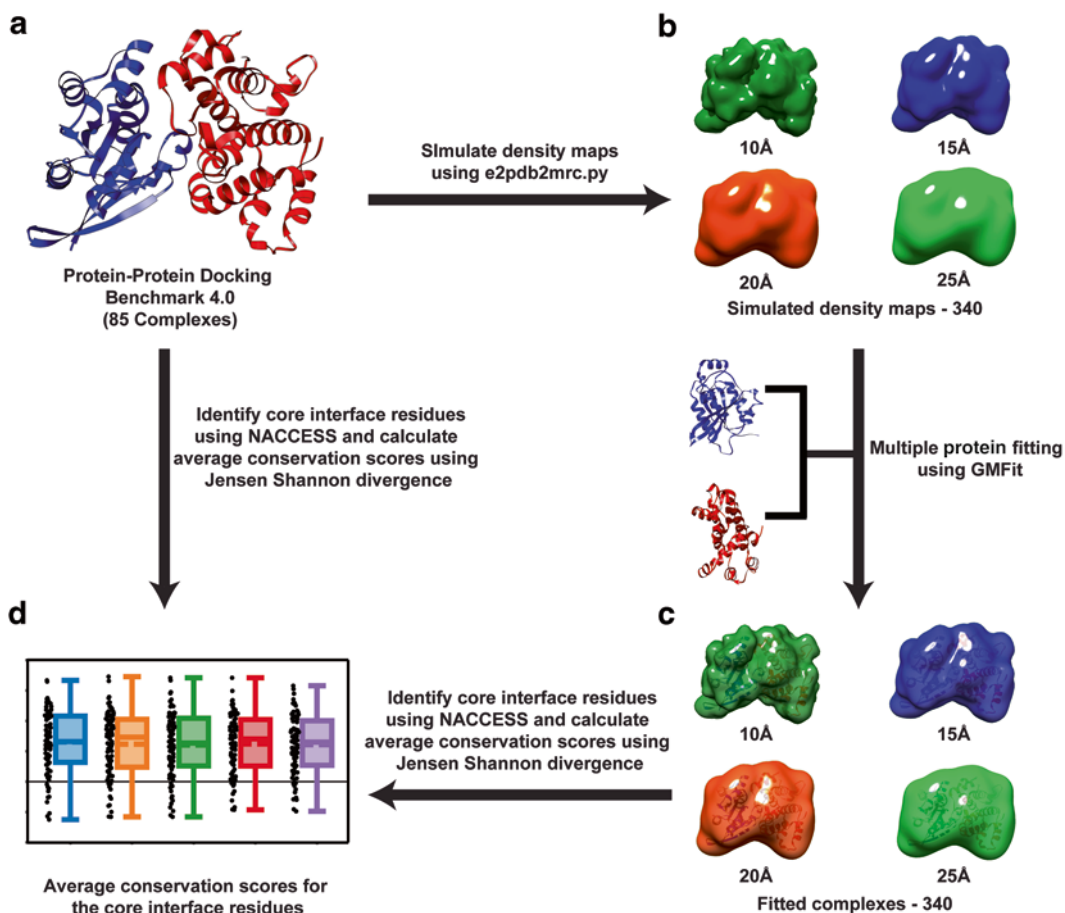 a
Protein-Protein Docking
Benchmark 4.0
(85 Complexes)
SImulate density maps
using e2pdb2mrc.py
b
10Å
15Å
20Å
25Å
Simulated density maps - 340
Identify core interface residues
using NACCESS and calculate
average conservation scores using
Jensen Shannon divergence
Multiple protein fitting
using GMFit
c
10Å
15Å
20Å
25Å
Fitted complexes - 340
Identify core interface residues
using NACCESS and calculate
average conservation scores using
Jensen Shannon divergence
d
Average conservation scores for
the core interface residues